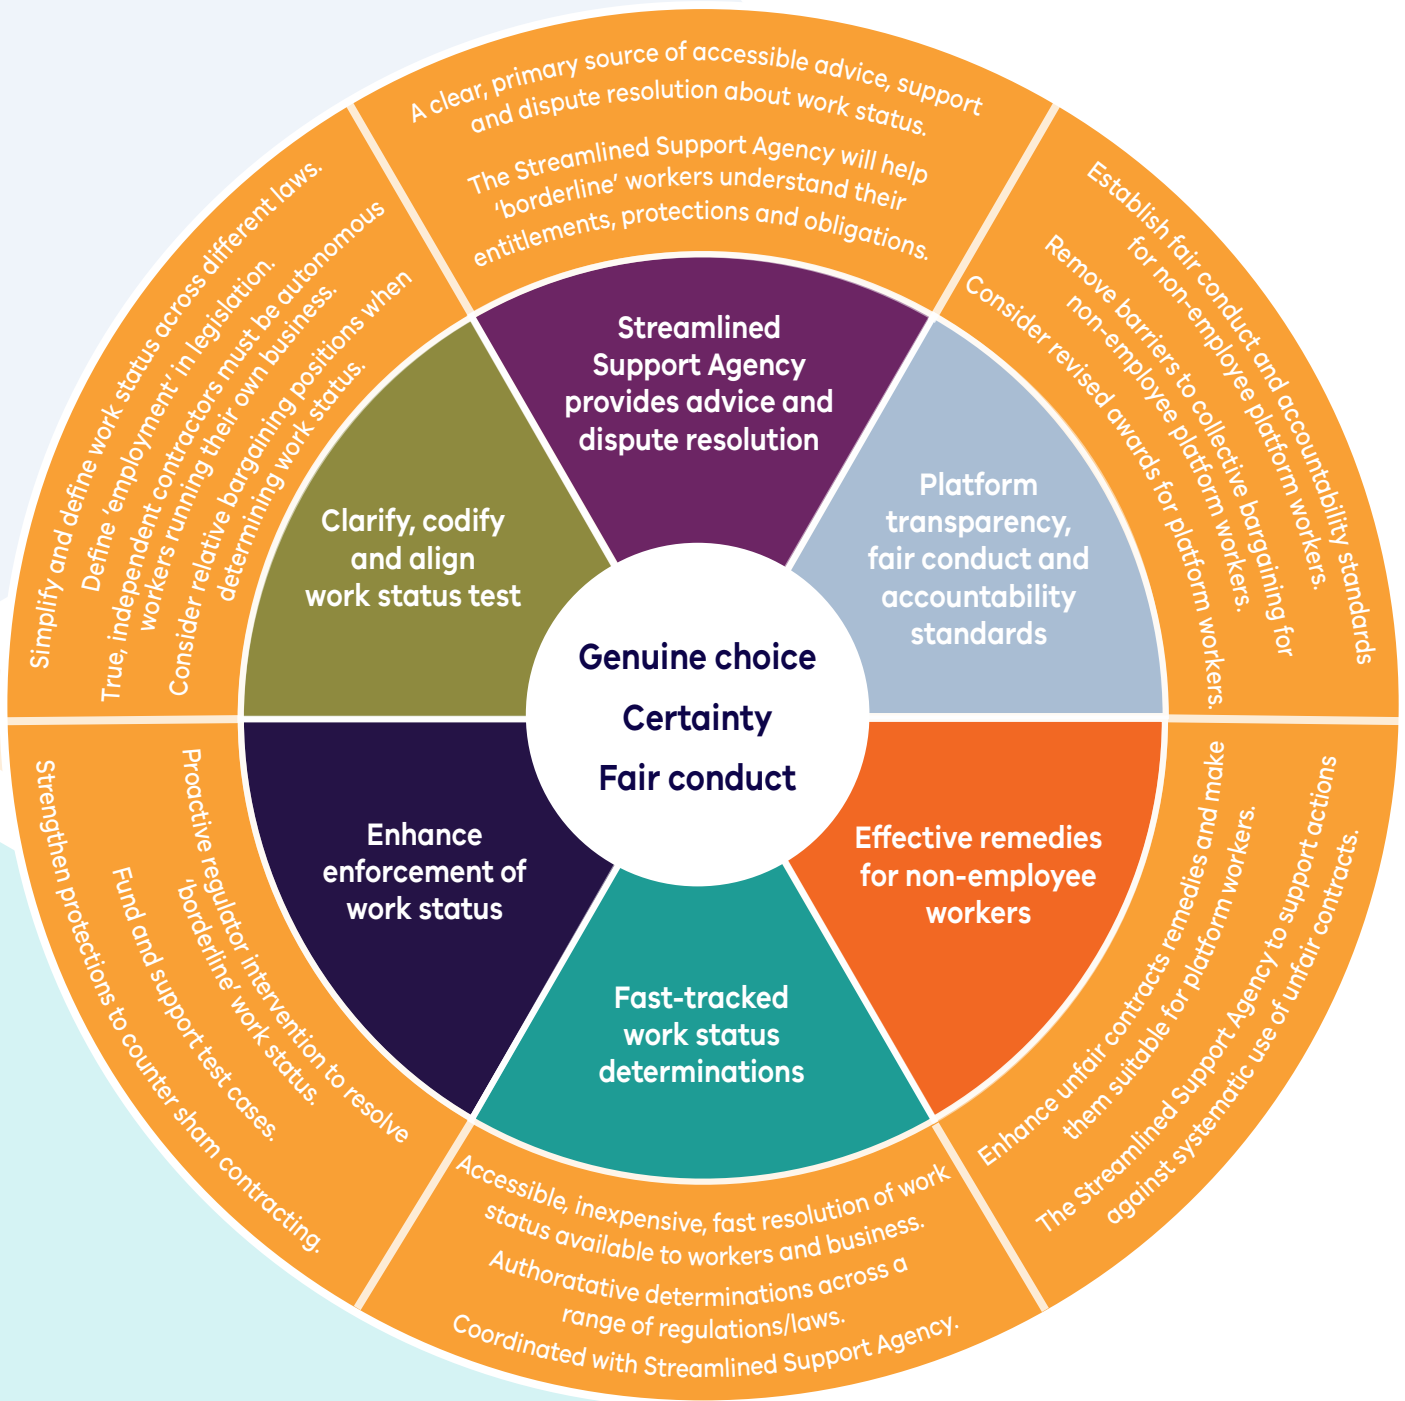 A clear, primary source of accessible advice, support
and dispute resolution about work status.
The Streamlined Support Agency will help
‘borderline’ workers understand their
entitlements, protections and obligations.
Streamlined
Support Agency
provides advice and
dispute resolution
Establish fair conduct and accountability standards
for non-employee platform workers.
Remove barriers to collective bargaining for
non-employee platform workers.
Consider revised awards for platform workers.
Platform
transparency,
fair conduct and
accountability
standards
Enhance unfair contracts remedies and make
them suitable for platform workers.
The Streamlined Support Agency to support actions
against systematic use of unfair contracts.
Effective remedies
for non-employee
workers
Fast-tracked
work status
determinations
Accessible, inexpensive, fast resolution of work
status available to workers and business.
Authoratative determinations across a
range of regulations/laws.
Coordinated with Streamlined Support Agency.
Enhance
enforcement of
work status
Proactive regulator intervention to resolve
‘borderline’ work status.
Fund and support test cases.
Strengthen protections to counter sham contracting.
Simplify and define work status across different laws.
Define ‘employment’ in legislation.
True, independent contractors must be autonomous
workers running their own business.
Consider relative bargaining positions when
determining work status.
Clarify, codify
and align
work status test
Genuine choice
Certainty
Fair conduct